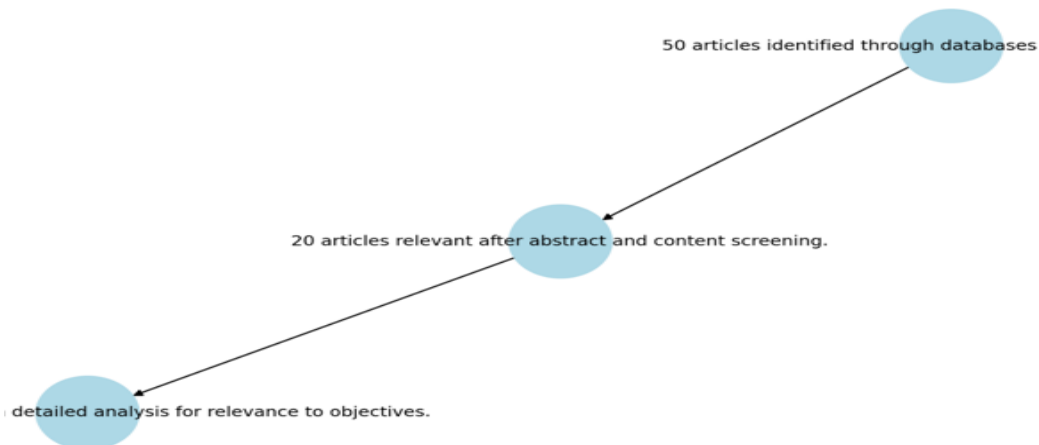 50 articles identified through databases
20 articles relevant after abstract and content screening.
detailed analysis for relevance to objectives.